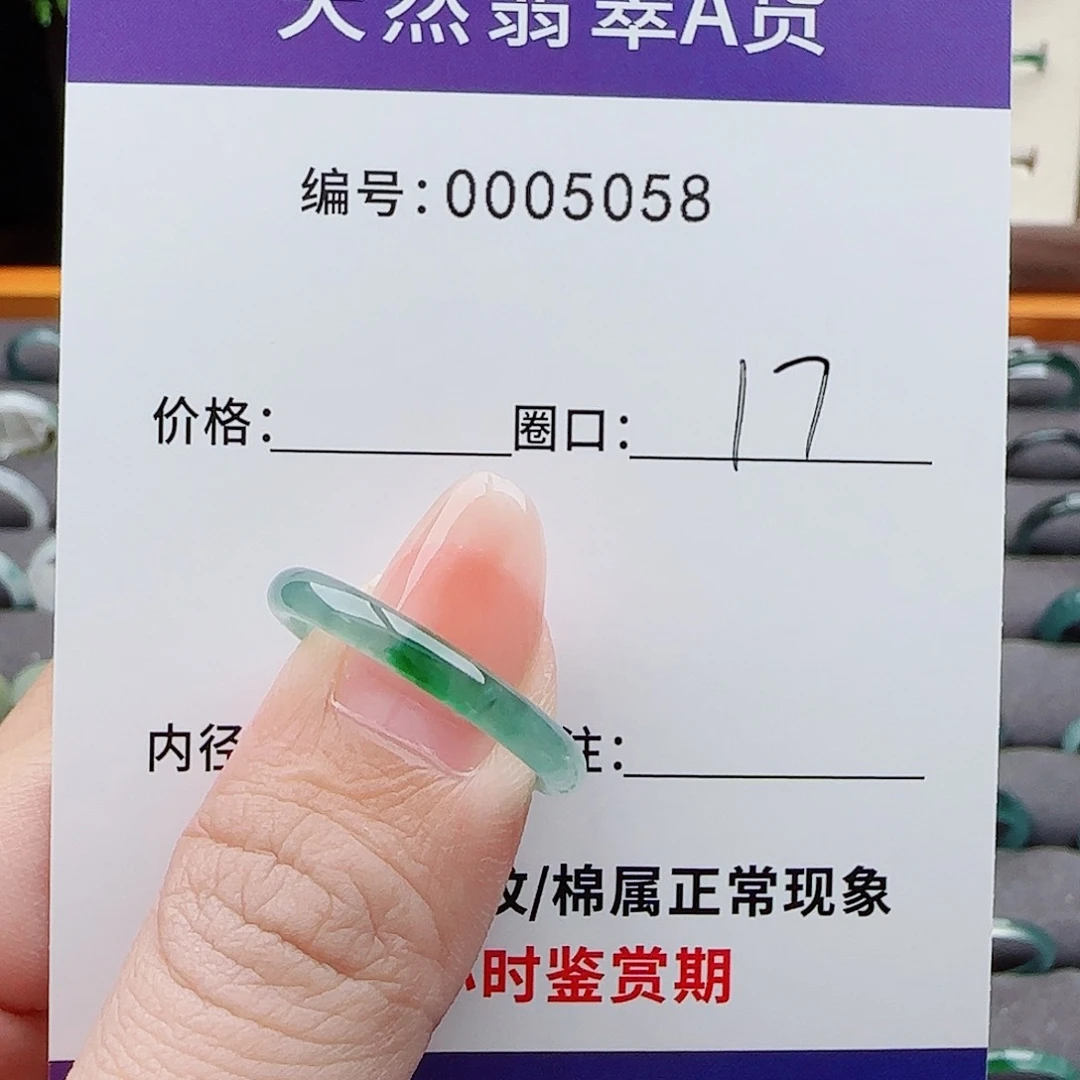 天然翡翠A货
编号：0005058
价格： 圈口：17
内径 注：
纹/棉属正常现象
小时鉴赏期